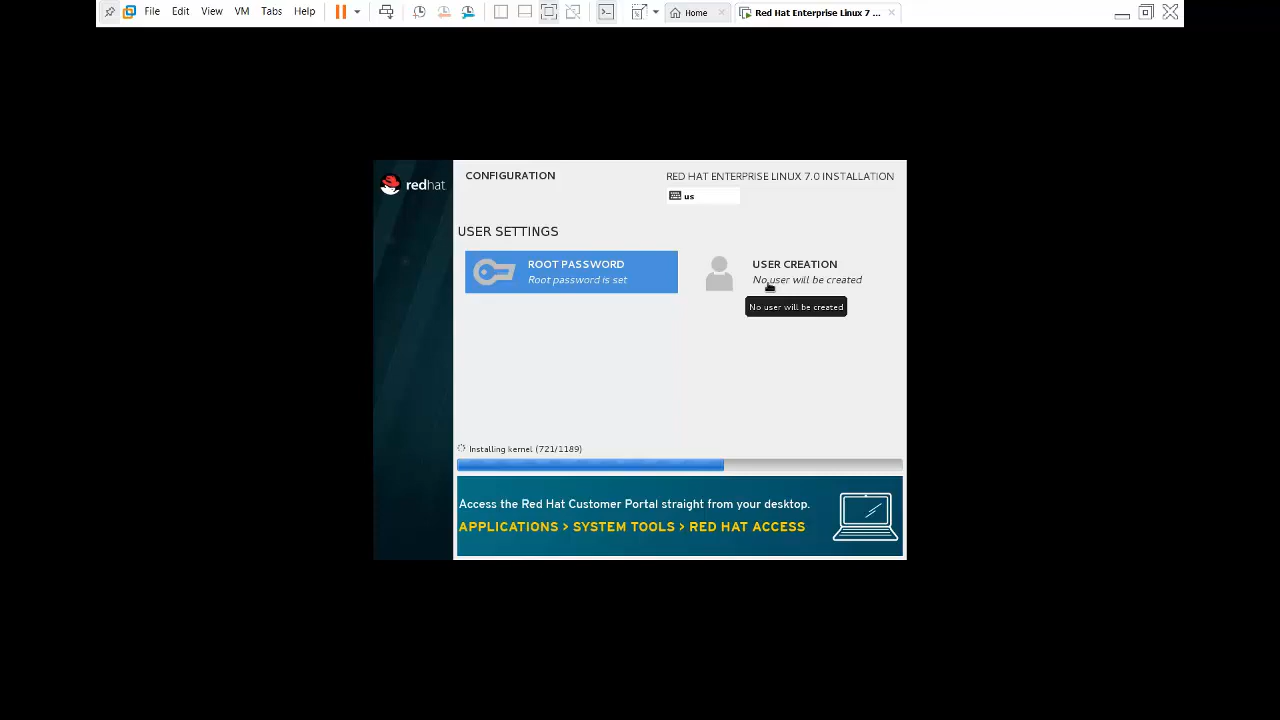 File Edit View VM Tabs Help Home Red Hat Enterprise Linux 7 ...
redhat
CONFIGURATION
RED HAT ENTERPRISE LINUX 7.0 INSTALLATION
us
USER SETTINGS
ROOT PASSWORD
Root password is set
USER CREATION
No user will be created
No user will be created
Installing kernel (721/1189)
Access the Red Hat Customer Portal straight from your desktop.
APPLICATIONS > SYSTEM TOOLS > RED HAT ACCESS